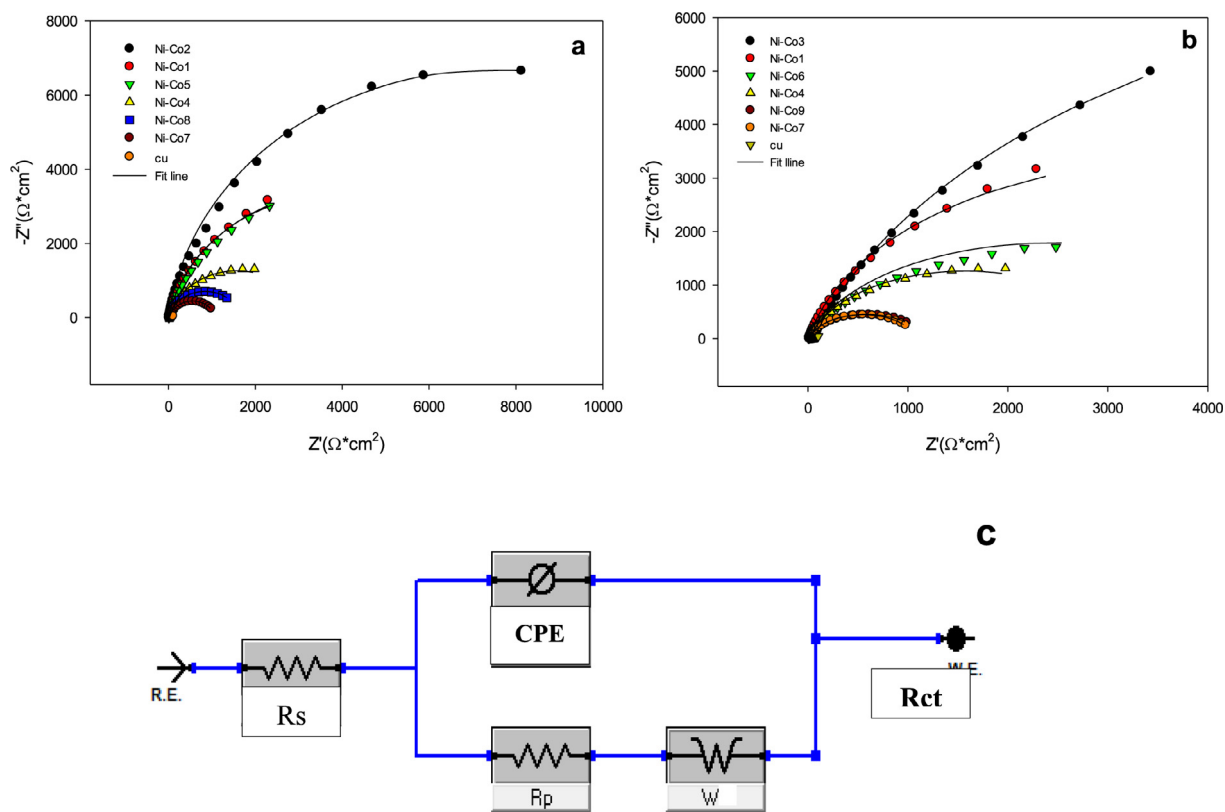 a
8000
6000
4000
2000
0
-Z"(Ω*cm²)
Ni-Co2
Ni-Co1
Ni-Co5
Ni-Co4
Ni-Co8
Ni-Co7
cu
Fit line
0 2000 4000 6000 8000 10000
Z'(Ω*cm²)
b
6000
5000
4000
3000
2000
1000
0
-Z"(Ω*cm²)
Ni-Co3
Ni-Co1
Ni-Co6
Ni-Co4
Ni-Co9
Ni-Co7
cu
Fit lline
0 1000 2000 3000 4000
Z'(Ω*cm²)
c
CPE
R.E.
Rs
W.E.
Rct
Rp
W